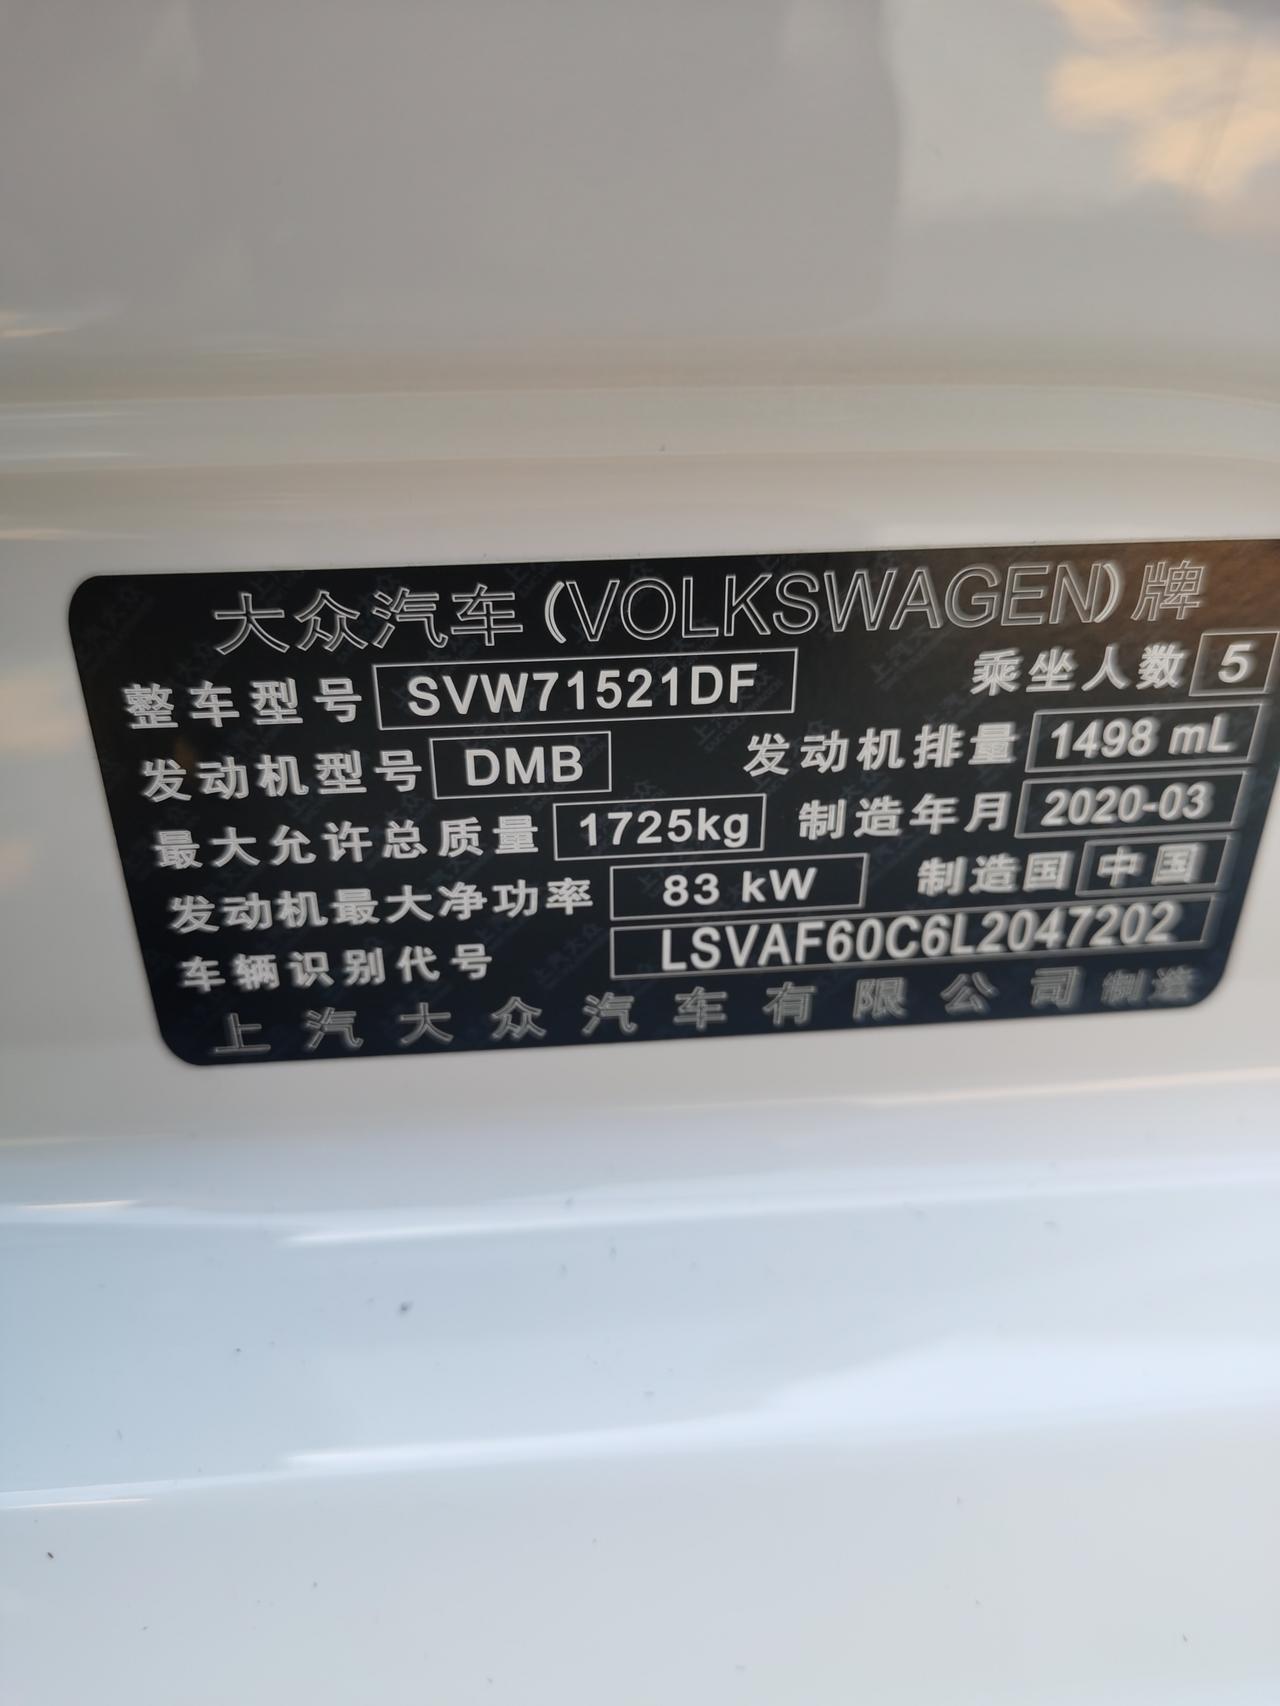 大众汽车(VOLKSWAGEN)牌
整车型号 SVW71521DF 乘坐人数 5
发动机型号 DMB 发动机排量 1498 mL
最大允许总质量 1725kg 制造年月 2020-03
发动机最大净功率 83 kW 制造国 中国
车辆识别代号 LSVAF60C6L2047202
上汽大众汽车有限公司 制造